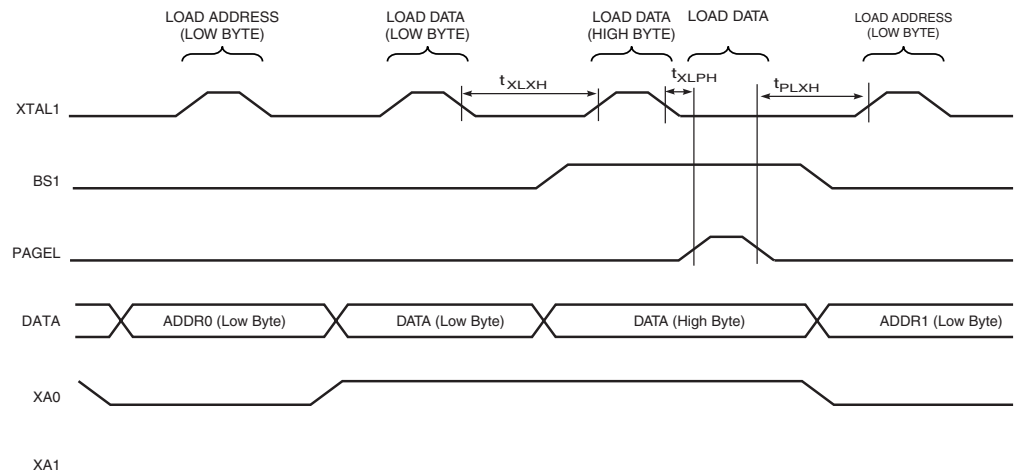 LOAD ADDRESS
(LOW BYTE)
LOAD DATA
(LOW BYTE)
LOAD DATA
(HIGH BYTE)
LOAD DATA
LOAD ADDRESS
(LOW BYTE)
XTAL1
tXLXH
tXLPH
tPLXH
BS1
PAGEL
DATA
ADDR0 (Low Byte)
DATA (Low Byte)
DATA (High Byte)
ADDR1 (Low Byte)
XA0
XA1